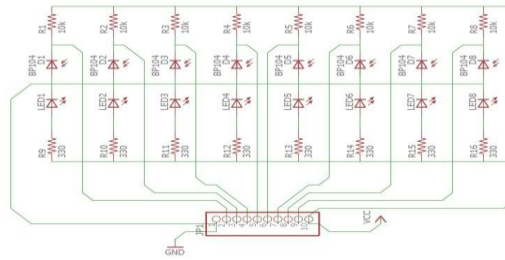 R1 10k R2 10k R3 10k R4 10k R5 10k R6 10k R7 10k R8 10k
BP104 D1 BP104 D2 BP104 D3 BP104 D4 BP104 D5 BP104 D6 BP104 D7 BP104 D8
LED1 LED2 LED3 LED4 LED5 LED6 LED7 LED8
R9 330 R10 330 R11 330 R12 330 R13 330 R14 330 R15 330 R16 330
JP1 1 2 3 4 5 6 7 8 9 10 VCC
GND